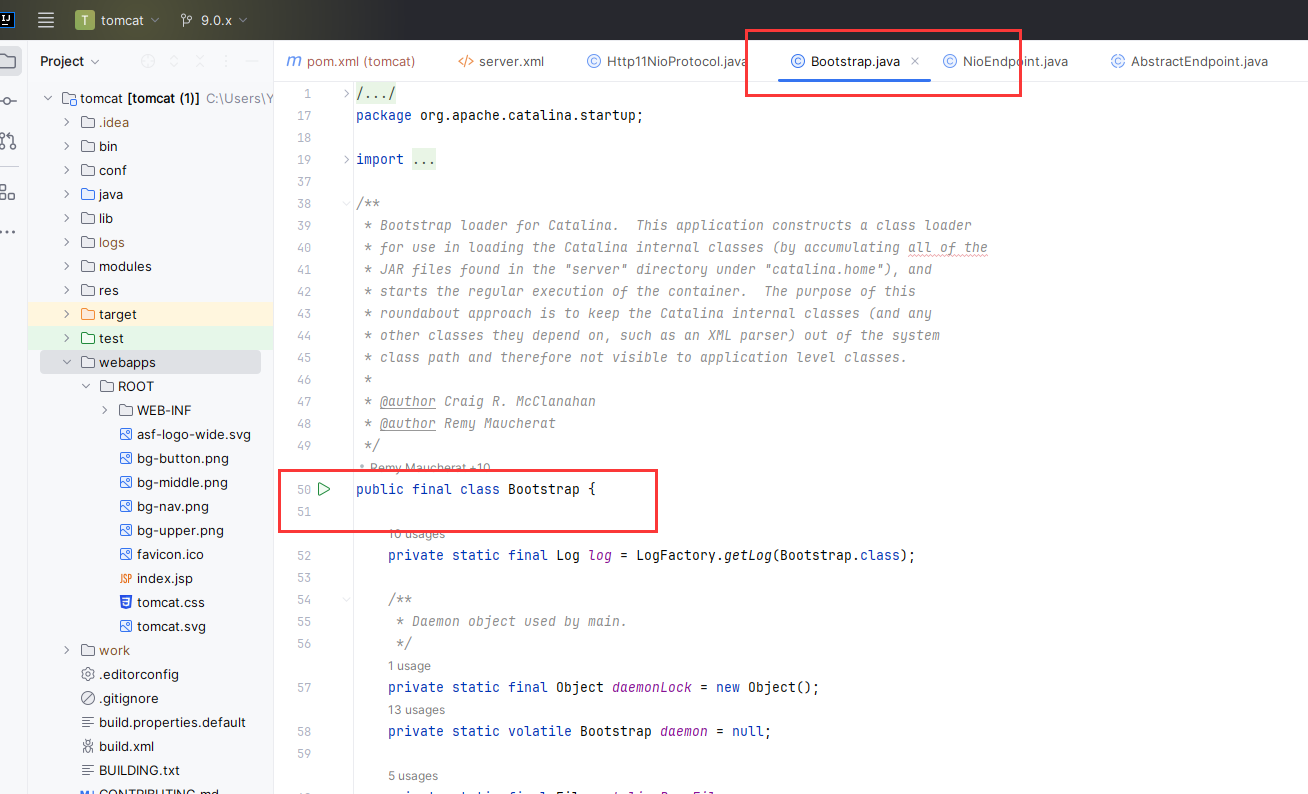 T tomcat 9.0.x
Project
pom.xml (tomcat) server.xml Http11NioProtocol.java Bootstrap.java NioEndpoint.java AbstractEndpoint.java
tomcat [tomcat (1)] C:\Users\Y
.idea
bin
conf
java
lib
logs
modules
res
target
test
webapps
ROOT
WEB-INF
asf-logo-wide.svg
bg-button.png
bg-middle.png
bg-nav.png
bg-upper.png
favicon.ico
JSP index.jsp
tomcat.css
tomcat.svg
work
.editorconfig
.gitignore
build.properties.default
build.xml
BUILDING.txt
CONTRIBUTING.md
1 /.../
17 package org.apache.catalina.startup;
18
19 import ...
37
38 /**
39 * Bootstrap loader for Catalina.  This application constructs a class loader
40 * for use in loading the Catalina internal classes (by accumulating all of the
41 * JAR files found in the "server" directory under "catalina.home"), and
42 * starts the regular execution of the container.  The purpose of this
43 * roundabout approach is to keep the Catalina internal classes (and any
44 * other classes they depend on, such as an XML parser) out of the system
45 * class path and therefore not visible to application level classes.
46 *
47 * @author Craig R. McClanahan
48 * @author Remy Maucherat
49 */
Remy Maucherat +10
50 public final class Bootstrap {
51
10 usages
52 private static final Log log = LogFactory.getLog(Bootstrap.class);
53
54 /**
55 * Daemon object used by main.
56 */
1 usage
57 private static final Object daemonLock = new Object();
13 usages
58 private static volatile Bootstrap daemon = null;
59
5 usages